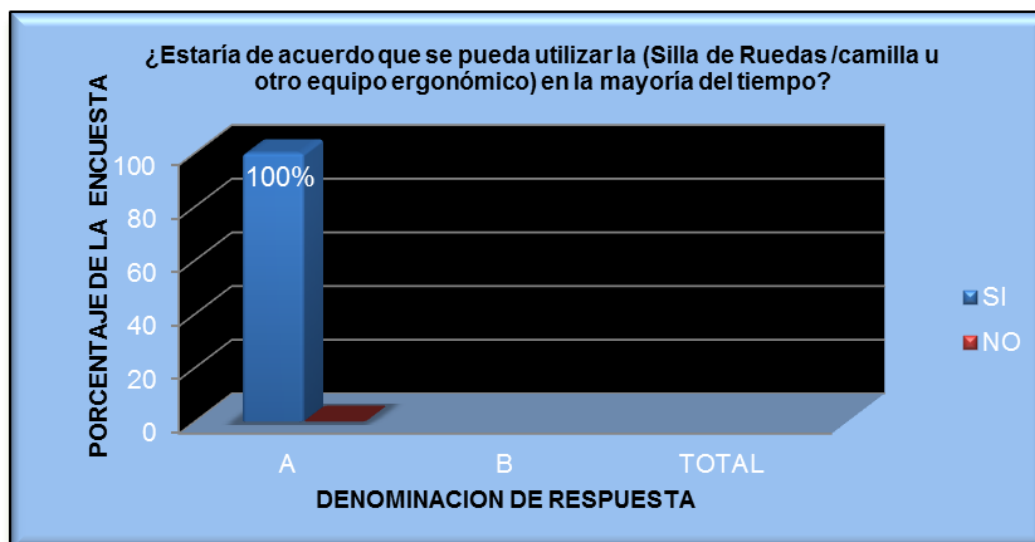 ¿Estaría de acuerdo que se pueda utilizar la (Silla de Ruedas /camilla u
otro equipo ergonómico) en la mayoría del tiempo?
PORCENTAJE DE LA ENCUESTA
100
80
60
40
20
0
100%
A
B
TOTAL
DENOMINACION DE RESPUESTA
SI
NO